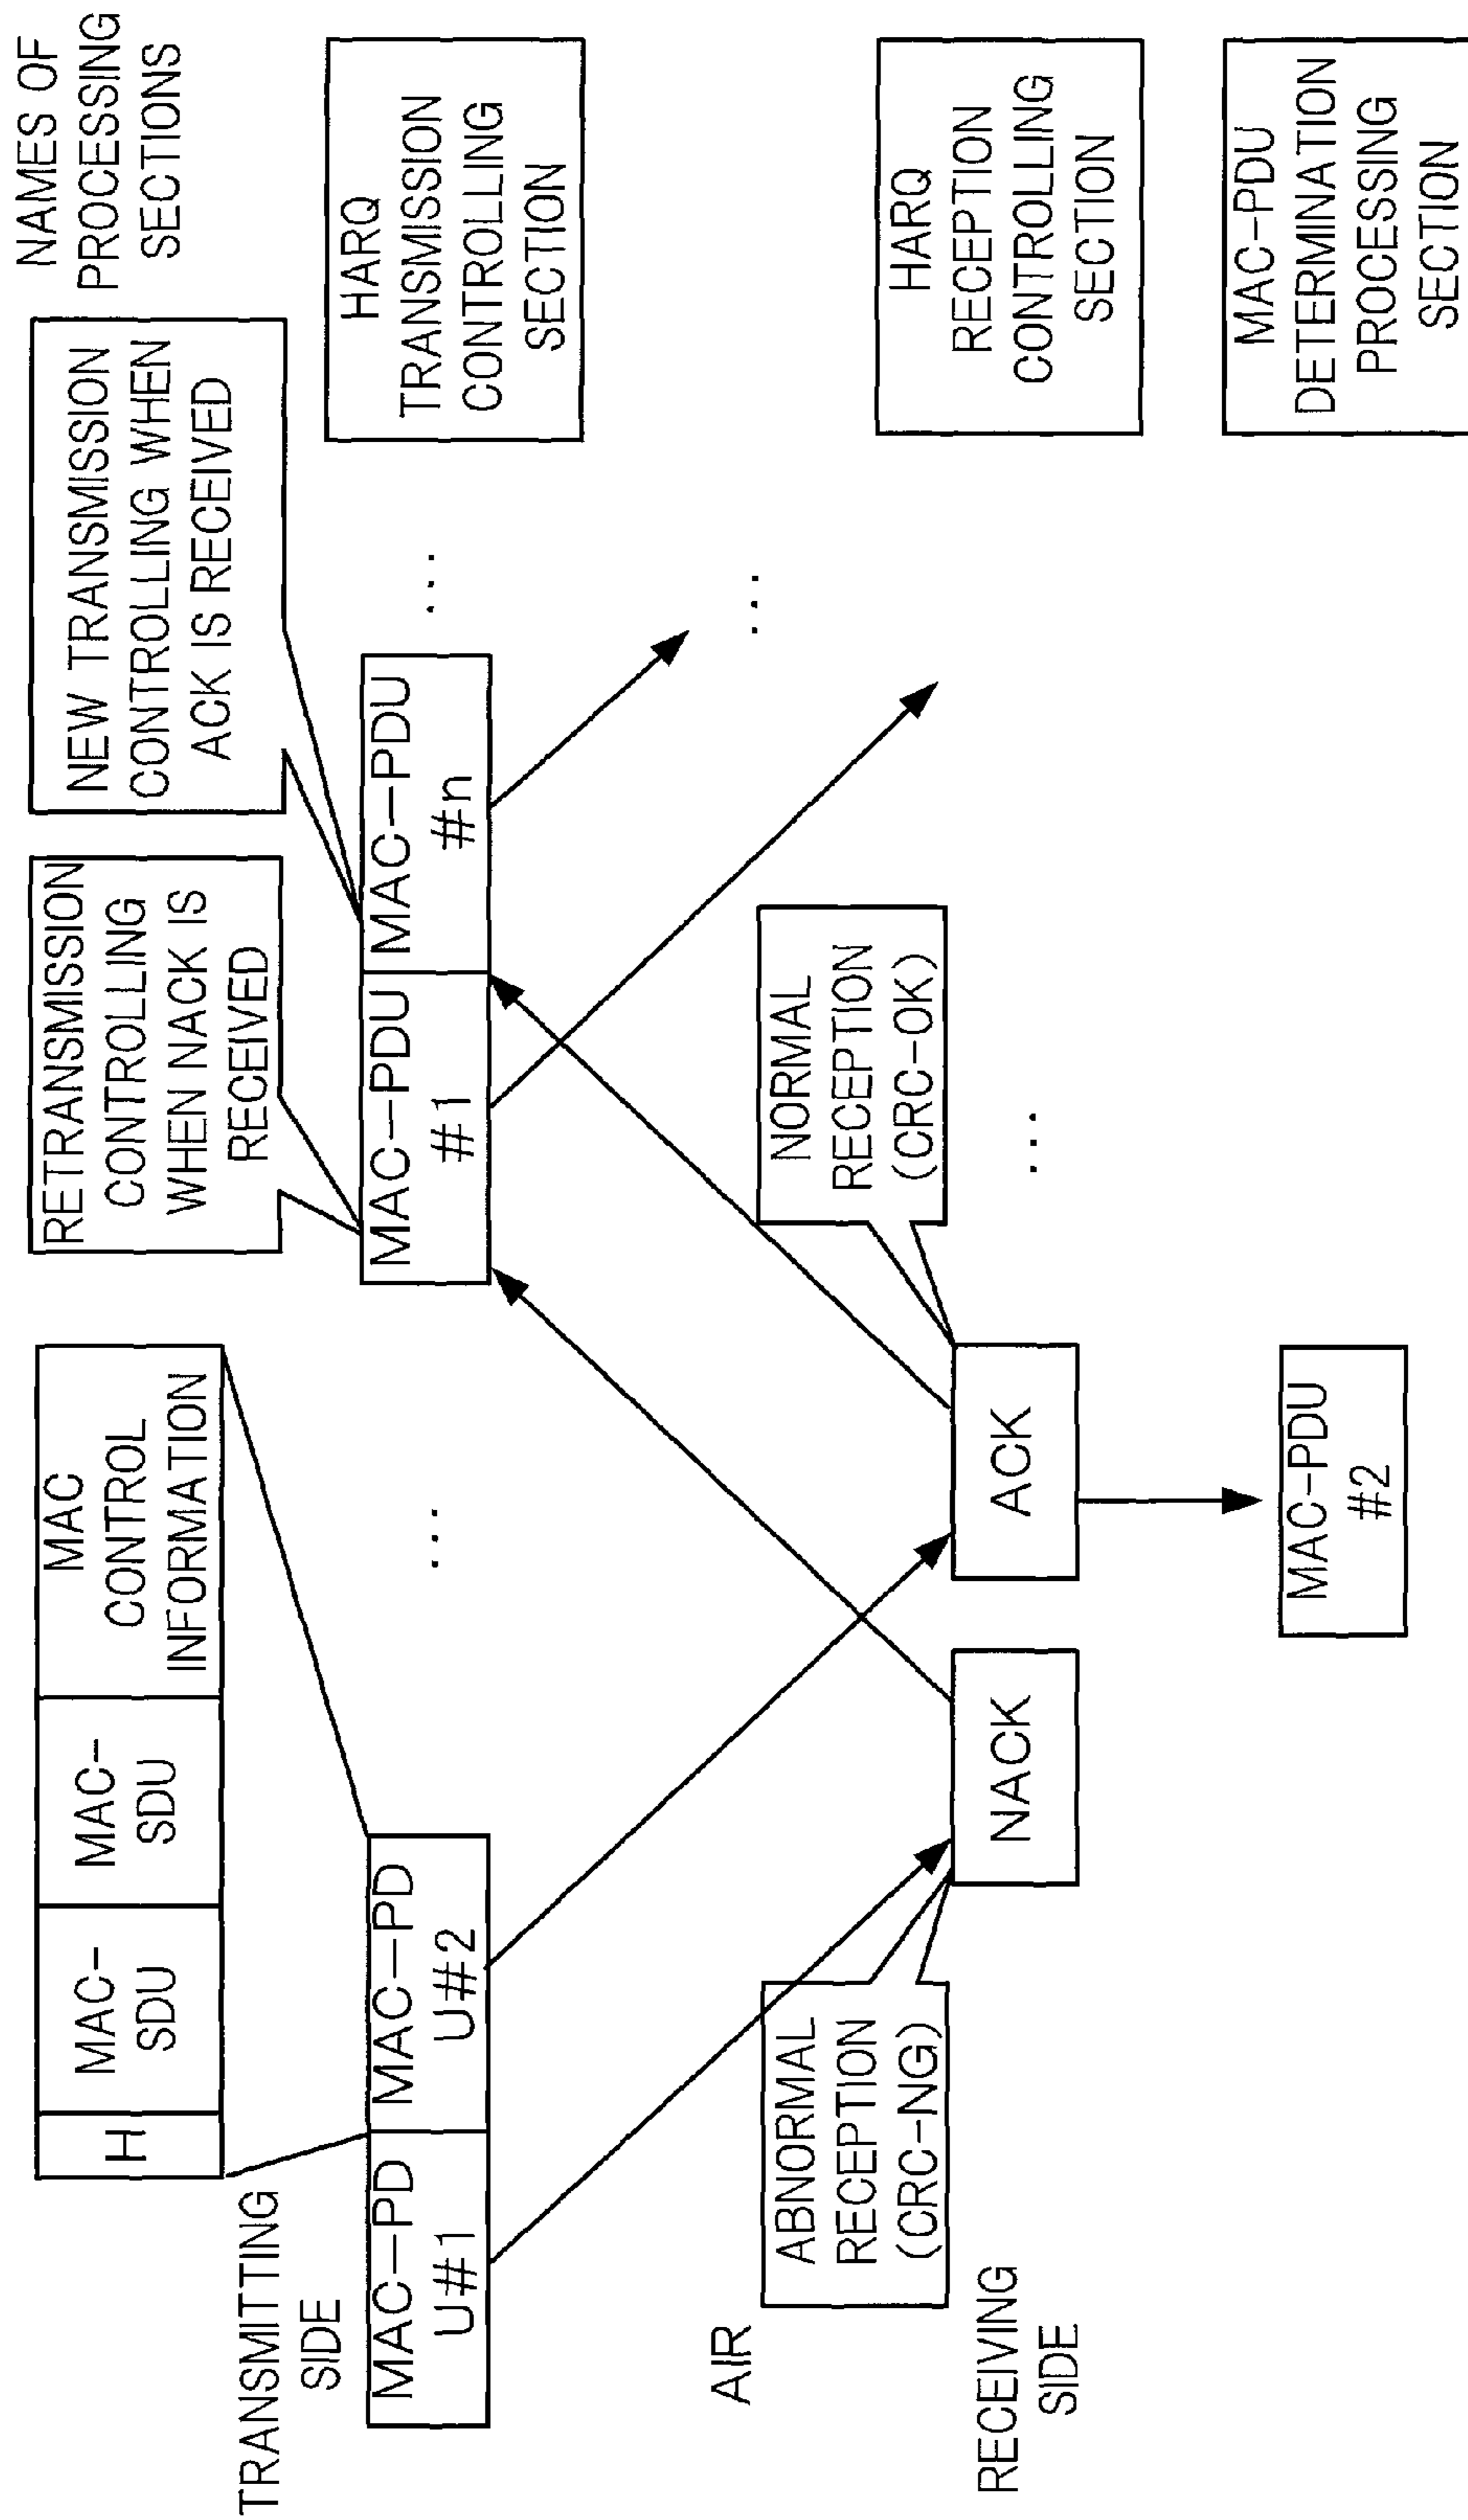 NAMES OF
PROCESSING
SECTIONS
H
MAC-
SDU
MAC-
SDU
MAC
CONTROL
INFORMATION
RETRANSMISSION
CONTROLLING
WHEN NACK IS
RECEIVED
NEW TRANSMISSION
CONTROLLING WHEN
ACK IS RECEIVED
TRANSMITTING
SIDE
MAC-PD
U#1
MAC-PD
U#2
...
MAC-PDU
#1
MAC-PDU
#n
...
HARQ
TRANSMISSION
CONTROLLING
SECTION
AIR
ABNORMAL
RECEPTION
(CRC-NG)
NORMAL
RECEPTION
(CRC-OK)
...
RECEIVING
SIDE
NACK
ACK
...
HARQ
RECEPTION
CONTROLLING
SECTION
MAC-PDU
#2
MAC-PDU
DETERMINATION
PROCESSING
SECTION